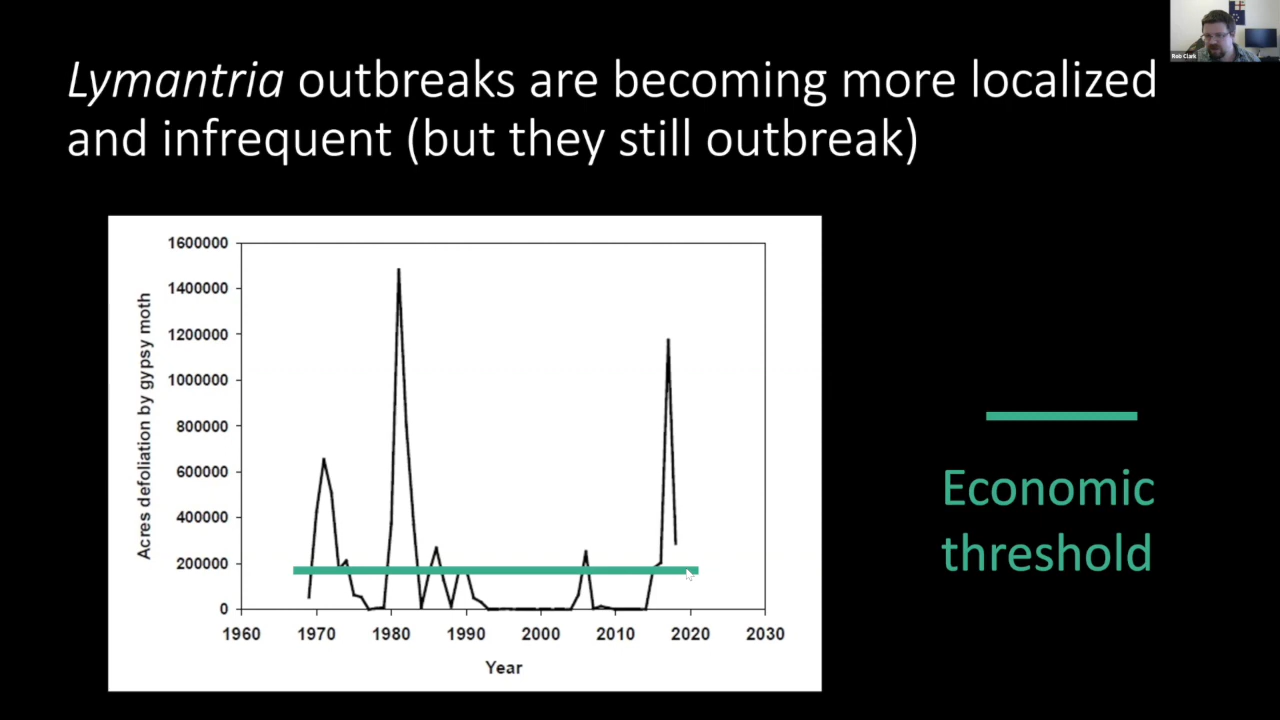 Lymantria outbreaks are becoming more localized
and infrequent (but they still outbreak)
Rob Clark
1600000
1400000
1200000
1000000
800000
600000
400000
200000
0
Acres defoliation by gypsy moth
1960 1970 1980 1990 2000 2010 2020 2030
Year
Economic
threshold